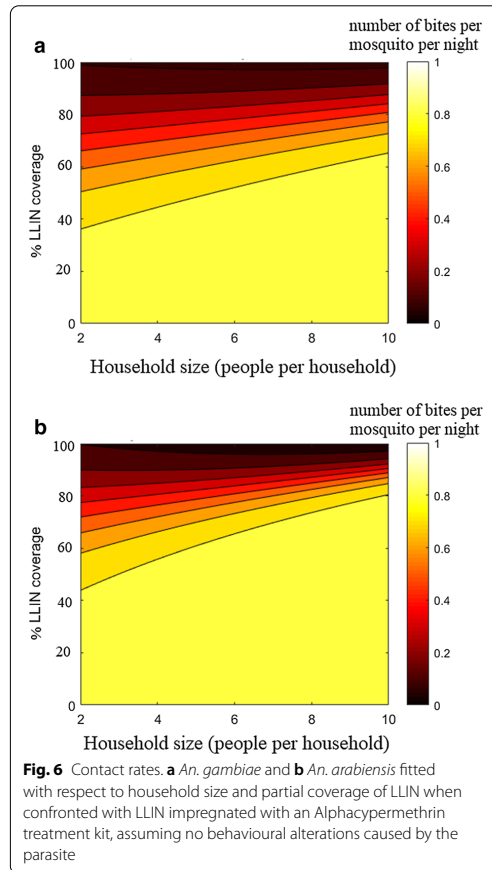 number of bites per
mosquito per night
a
100
80
60
40
20
0
% LLIN coverage
2 4 6 8 10
Household size (people per household)
1
0.8
0.6
0.4
0.2
0
number of bites per
mosquito per night
b
100
80
60
40
20
0
% LLIN coverage
2 4 6 8 10
Household size (people per household)
1
0.8
0.6
0.4
0.2
0
Fig. 6 Contact rates. a An. gambiae and b An. arabiensis fitted
with respect to household size and partial coverage of LLIN when
confronted with LLIN impregnated with an Alphacypermethrin
treatment kit, assuming no behavioural alterations caused by the
parasite